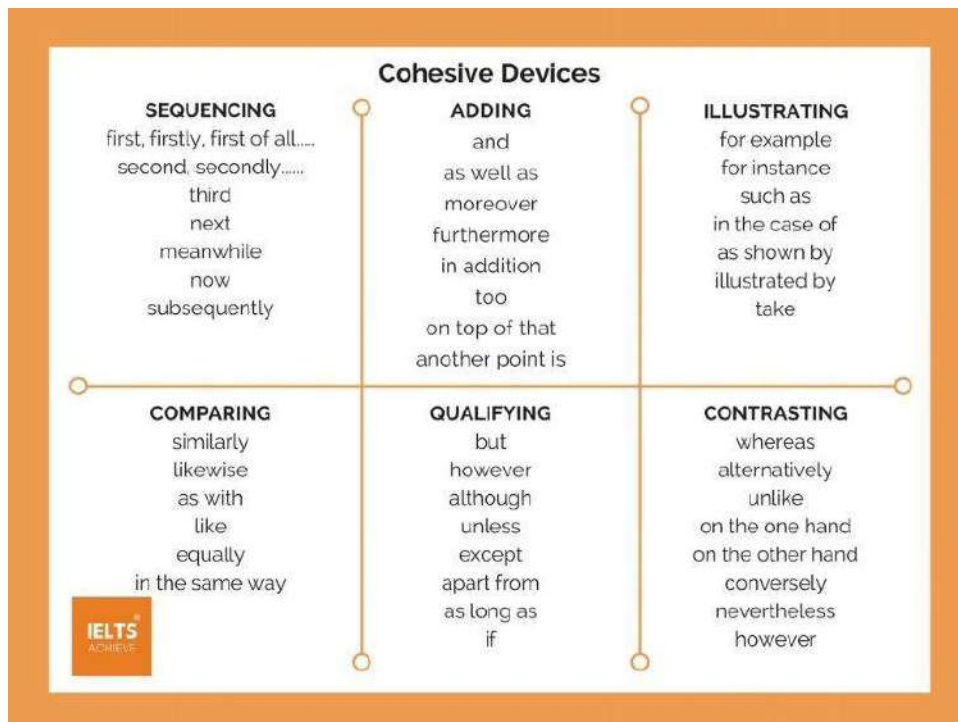 Cohesive Devices
SEQUENCING
first, firstly, first of all.....
second, secondly......
third
next
meanwhile
now
subsequently
ADDING
and
as well as
moreover
furthermore
in addition
too
on top of that
another point is
ILLUSTRATING
for example
for instance
such as
in the case of
as shown by
illustrated by
take
COMPARING
similarly
likewise
as with
like
equally
in the same way
QUALIFYING
but
however
although
unless
except
apart from
as long as
if
CONTRASTING
whereas
alternatively
unlike
on the one hand
on the other hand
conversely
nevertheless
however
IELTS
ACHIEVE